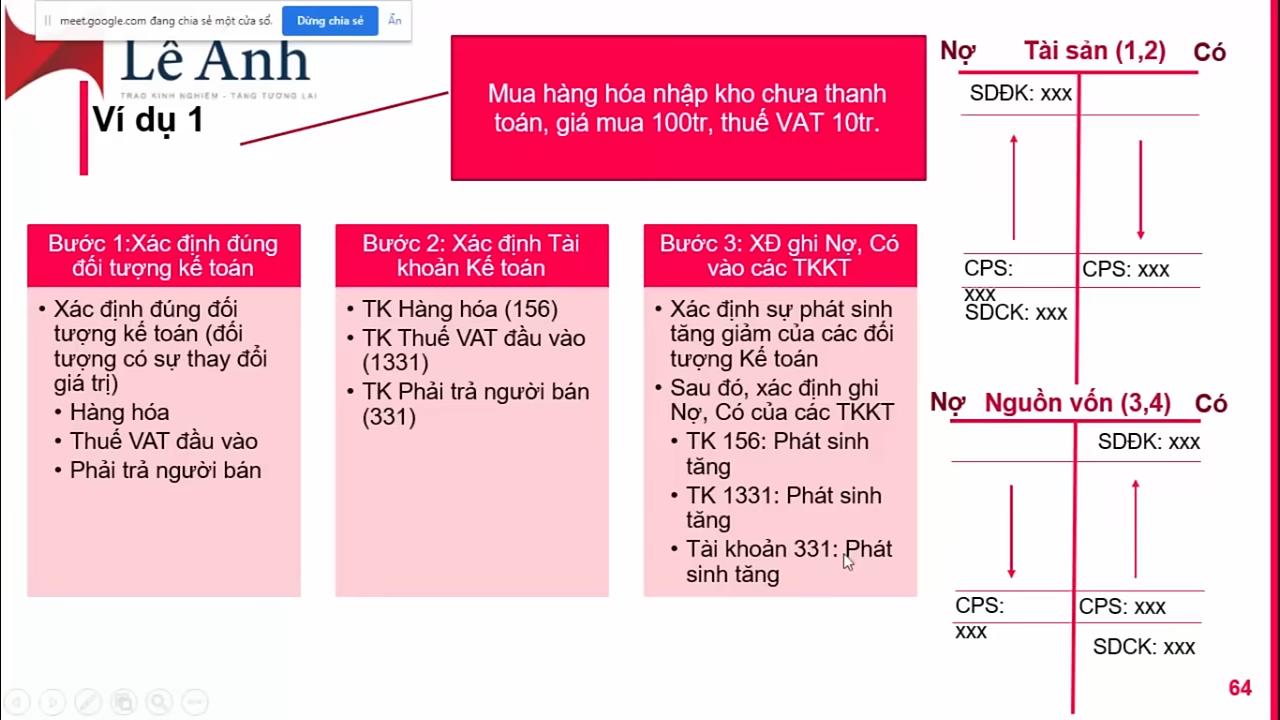 meet.google.com đang chia sẻ một cửa sổ.
Dừng chia sẻ
Ẩn
Lê Anh
TRAO KINH NGHIỆM - TẶNG TƯƠNG LAI
Ví dụ 1
Mua hàng hóa nhập kho chưa thanh
toán, giá mua 100tr, thuế VAT 10tr.
Bước 1:Xác định đúng
đối tượng kế toán
• Xác định đúng đối
tượng kế toán (đối
tượng có sự thay đổi
giá trị)
• Hàng hóa
• Thuế VAT đầu vào
• Phải trả người bán
Bước 2: Xác định Tài
khoản Kế toán
• TK Hàng hóa (156)
• TK Thuế VAT đầu vào
(1331)
• TK Phải trả người bán
(331)
Bước 3: XĐ ghi Nợ, Có
vào các TKKT
• Xác định sự phát sinh
tăng giảm của các đối
tượng Kế toán
• Sau đó, xác định ghi
Nợ, Có của các TKKT
• TK 156: Phát sinh
tăng
• TK 1331: Phát sinh
tăng
• Tài khoản 331: Phát
sinh tăng
Nợ Tài sản (1,2) Có
SDĐK: xxx
CPS:
xxx
CPS: xxx
SDCK: xxx
Nợ Nguồn vốn (3,4) Có
SDĐK: xxx
CPS:
xxx
CPS: xxx
SDCK: xxx
64